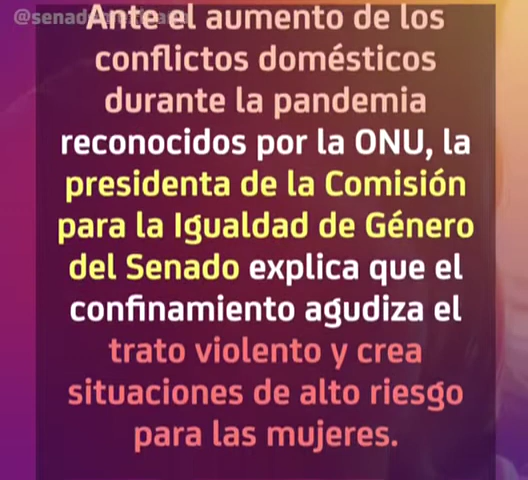 Ante el aumento de los
conflictos domésticos
durante la pandemia
reconocidos por la ONU, la
presidenta de la Comisión
para la Igualdad de Género
del Senado explica que el
confinamiento agudiza el
trato violento y crea
situaciones de alto riesgo
para las mujeres.